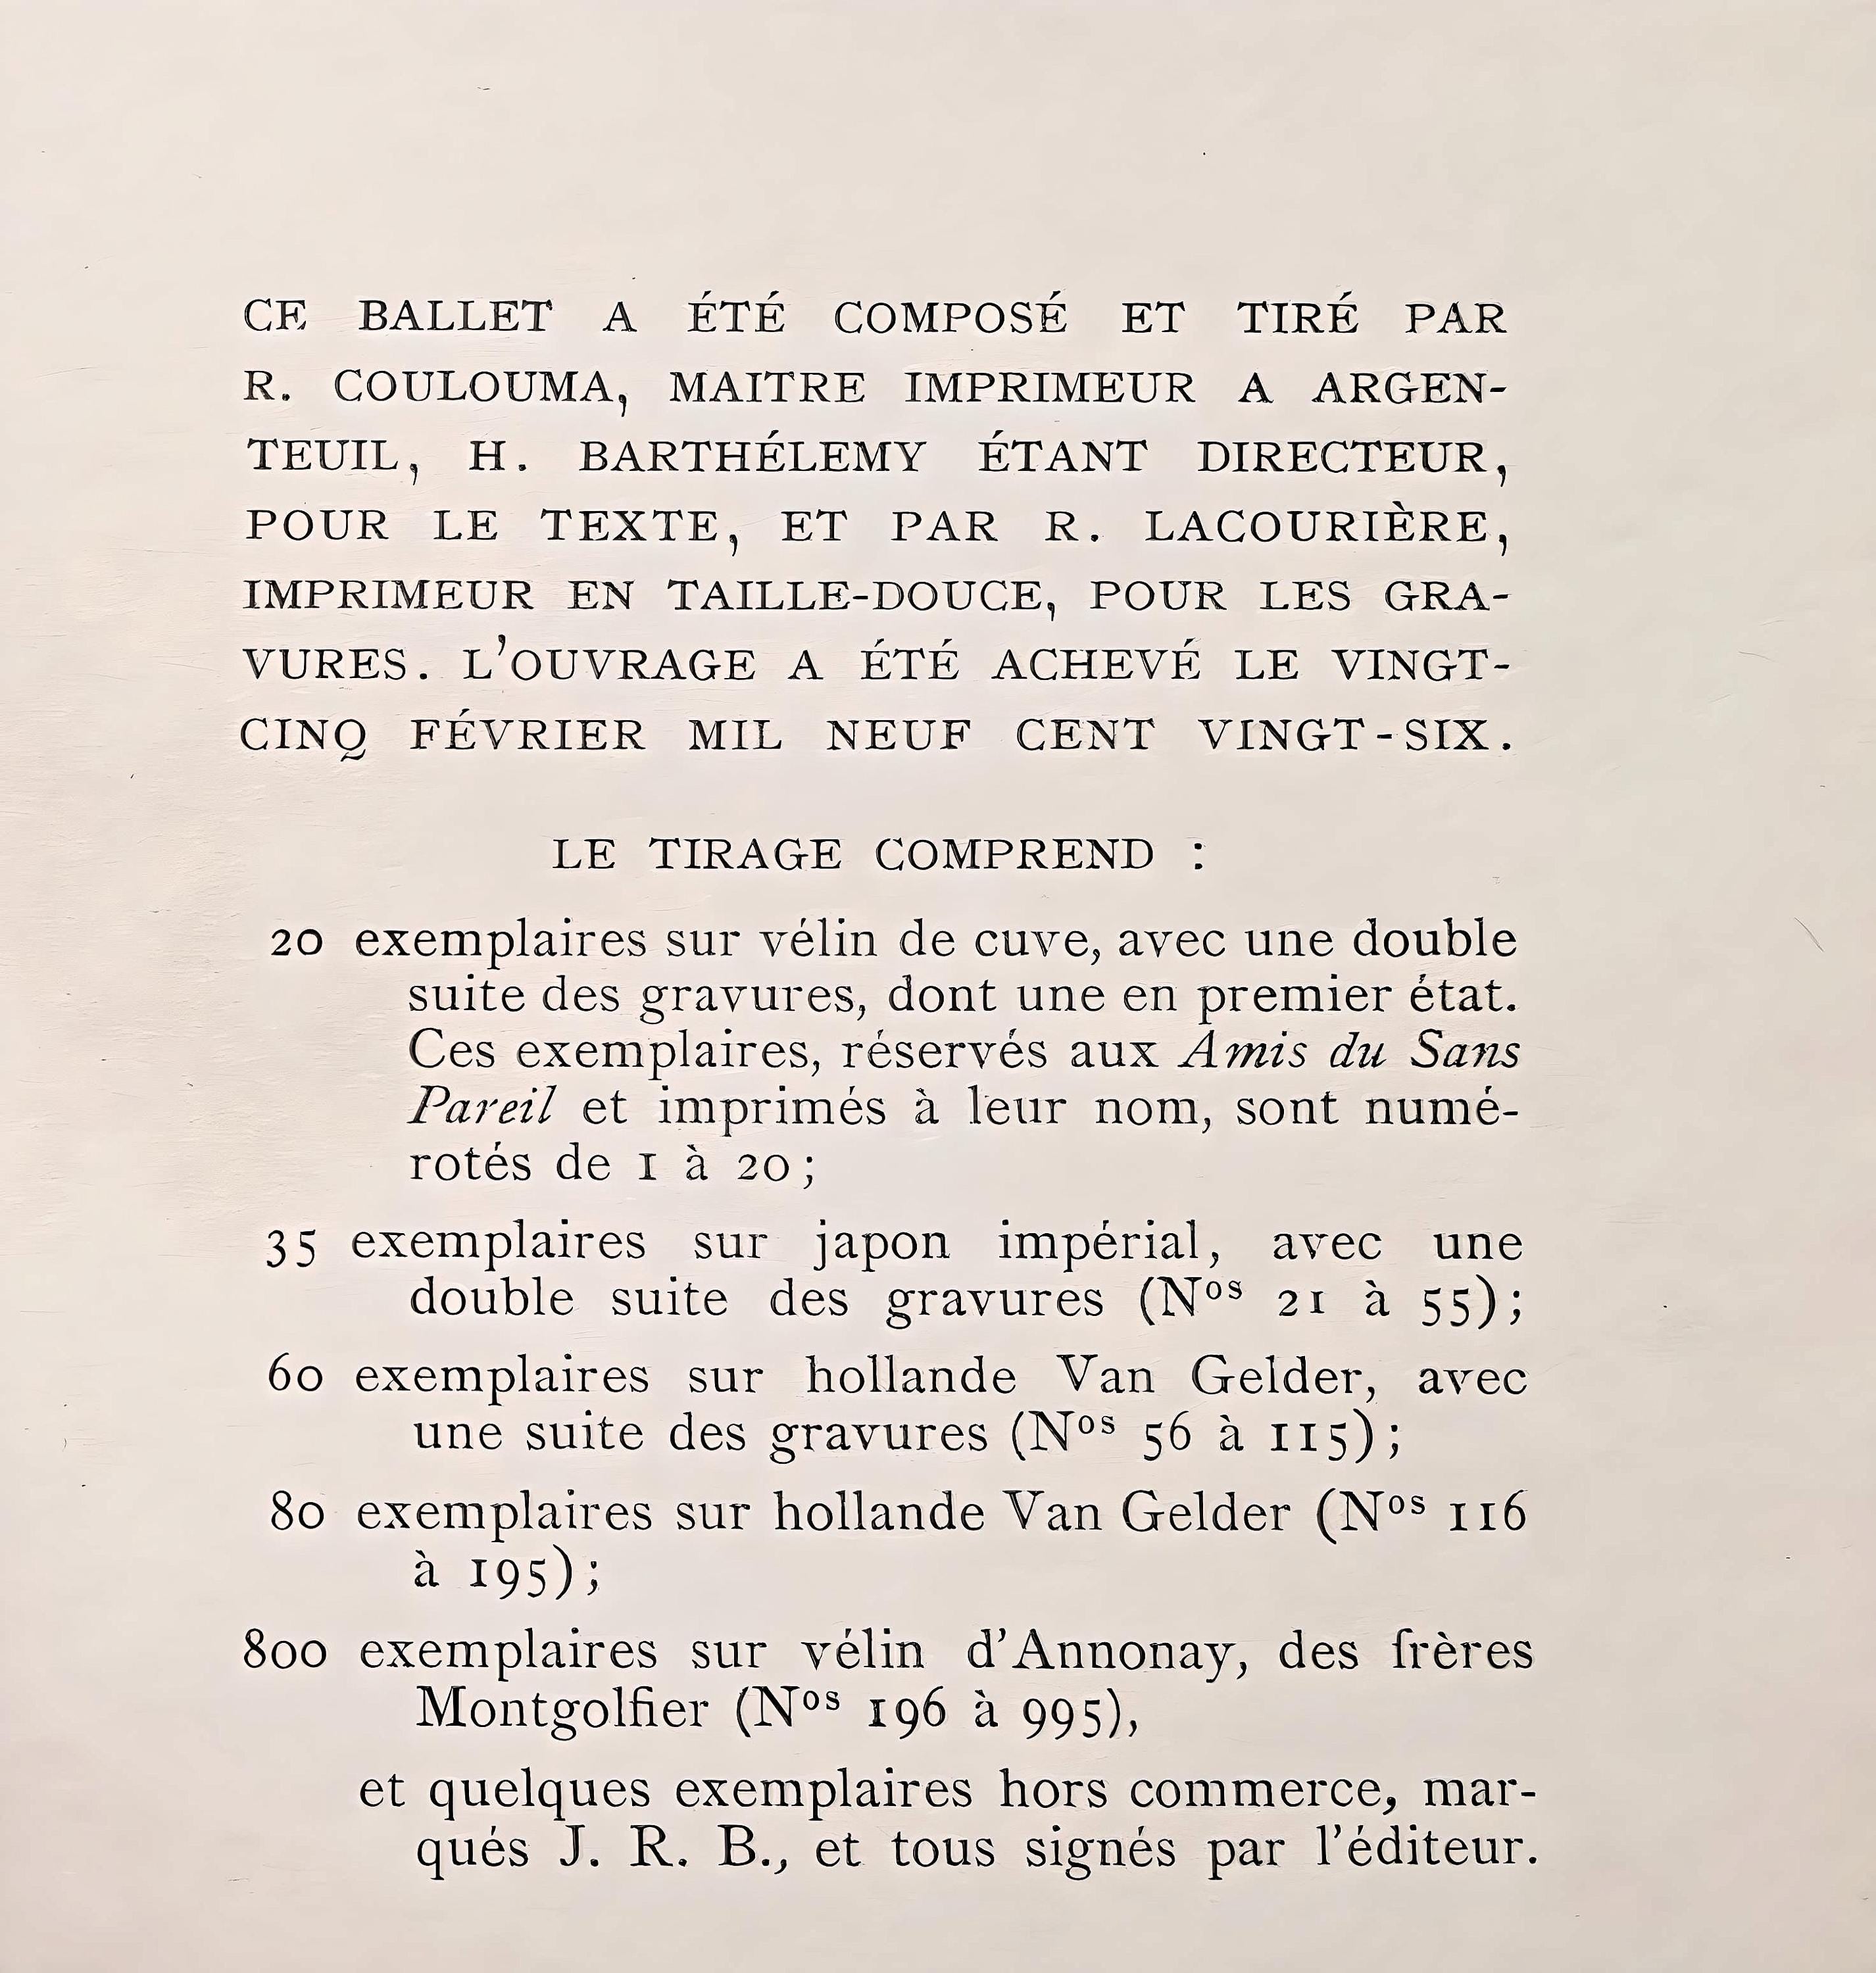 CE BALLET A ÉTÉ COMPOSÉ ET TIRÉ PAR
R. COULOUMA, MAITRE IMPRIMEUR A ARGEN-
TEUIL, H. BARTHÉLEMY ÉTANT DIRECTEUR,
POUR LE TEXTE, ET PAR R. LACOURIÈRE,
IMPRIMEUR EN TAILLE-DOUCE, POUR LES GRA-
VURES. L'OUVRAGE A ÉTÉ ACHEVÉ LE VINGT-
CINQ FÉVRIER MIL NEUF CENT VINGT-SIX.
LE TIRAGE COMPREND :
20 exemplaires sur vélin de cuve, avec une double
suite des gravures, dont une en premier état.
Ces exemplaires, réservés aux Amis du Sans
Pareil et imprimés à leur nom, sont numé-
rotés de 1 à 20 ;
35 exemplaires sur japon impérial, avec une
double suite des gravures (Nos 21 à 55) ;
60 exemplaires sur hollande Van Gelder, avec
une suite des gravures (Nos 56 à 115) ;
80 exemplaires sur hollande Van Gelder (Nos 116
à 195) ;
800 exemplaires sur vélin d'Annonay, des frères
Montgolfier (Nos 196 à 995),
et quelques exemplaires hors commerce, mar-
qués J. R. B., et tous signés par l'éditeur.